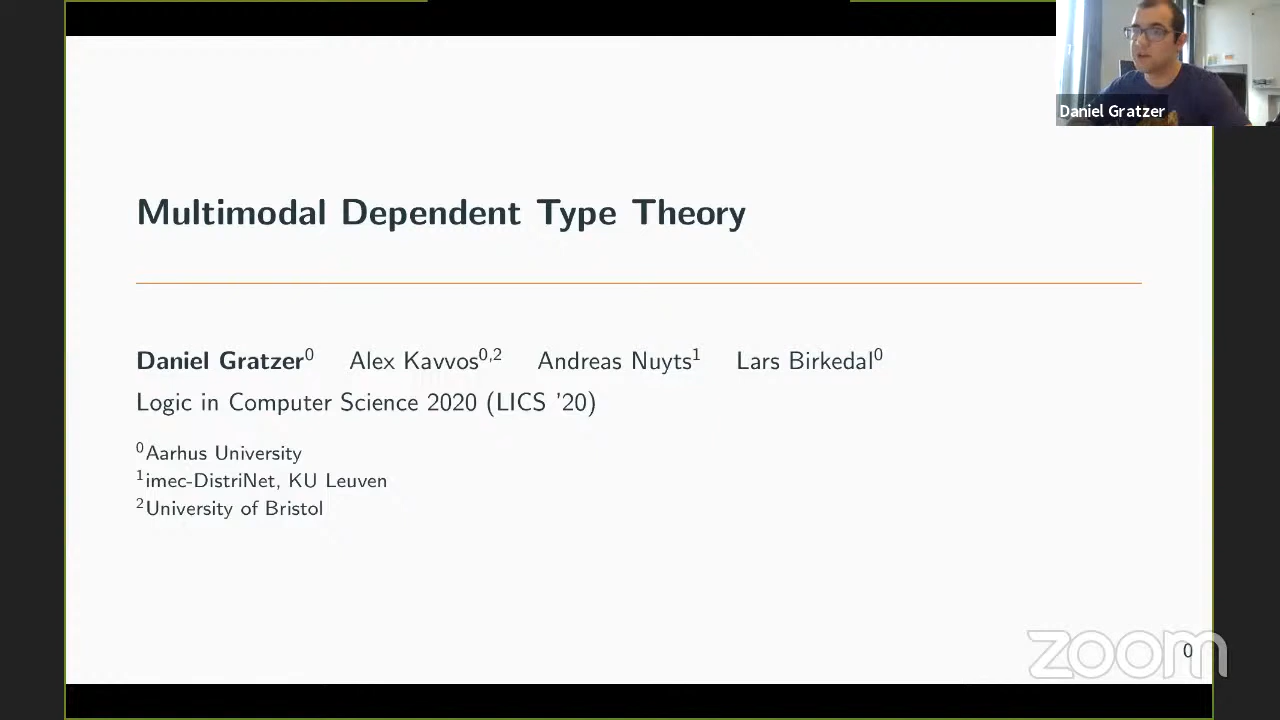 Daniel Gratzer
Multimodal Dependent Type Theory
Daniel Gratzer⁰ Alex Kavvos⁰,² Andreas Nuyts¹ Lars Birkedal⁰
Logic in Computer Science 2020 (LICS '20)
⁰Aarhus University
¹imec-DistriNet, KU Leuven
²University of Bristol
zoom
0